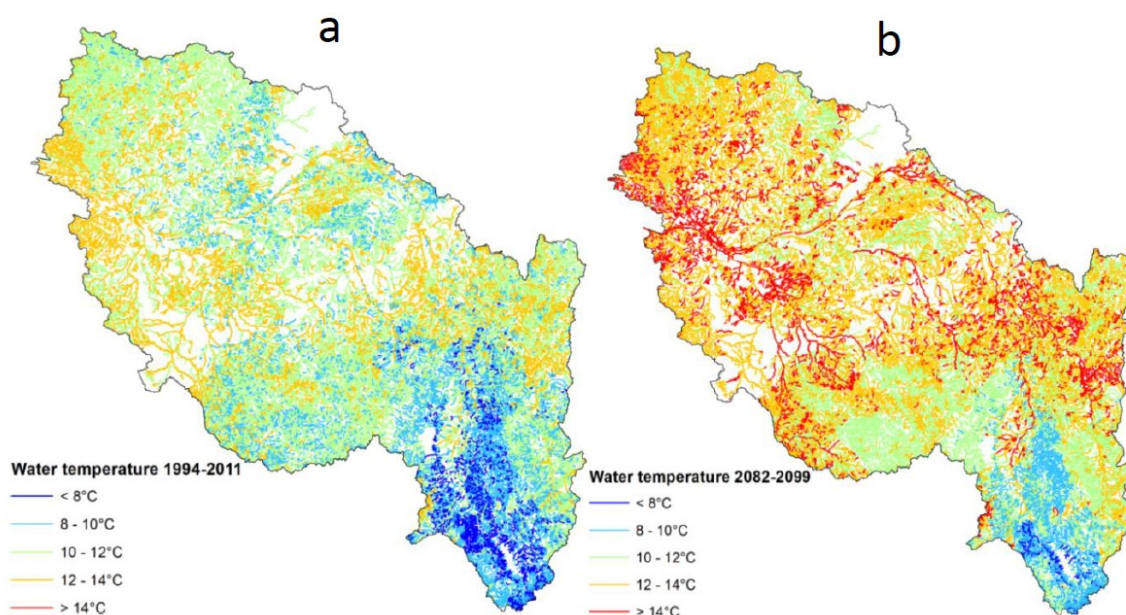 a
b
Water temperature 1994-2011
< 8°C
8 - 10°C
10 - 12°C
12 - 14°C
> 14°C
Water temperature 2082-2099
< 8°C
8 - 10°C
10 - 12°C
12 - 14°C
> 14°C